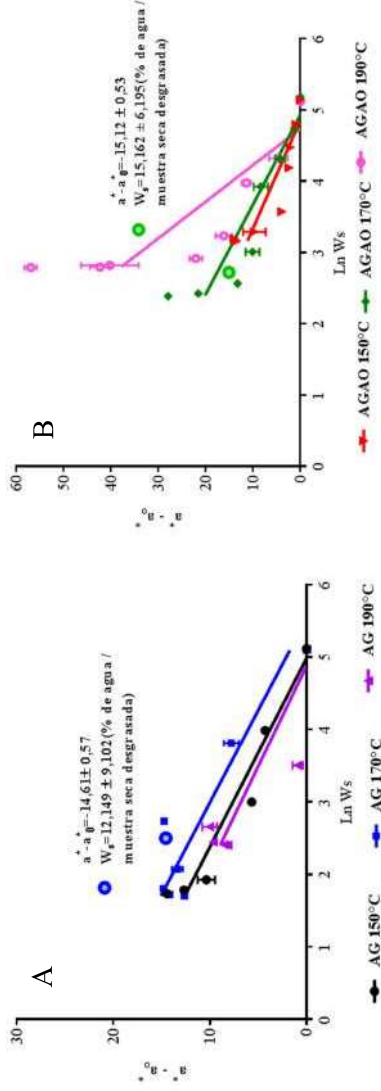 A
30
20
10
0
a* - a₀*
a* - a*₀=-14,61± 0,57
Wₛ=12,149 ± 9,102(% de agua /
muestra seca desgrasada)
0 1 2 3 4 5 6
Ln Ws
AG 150°C AG 170°C AG 190°C
B
60
50
40
30
20
10
0
a* - a₀*
a* - a*₀=-15,12 ± 0,53
Wₛ=15,162 ± 6,195(% de agua /
muestra seca desgrasada)
0 1 2 3 4 5 6
Ln Ws
AGAO 150°C AGAO 170°C AGAO 190°C